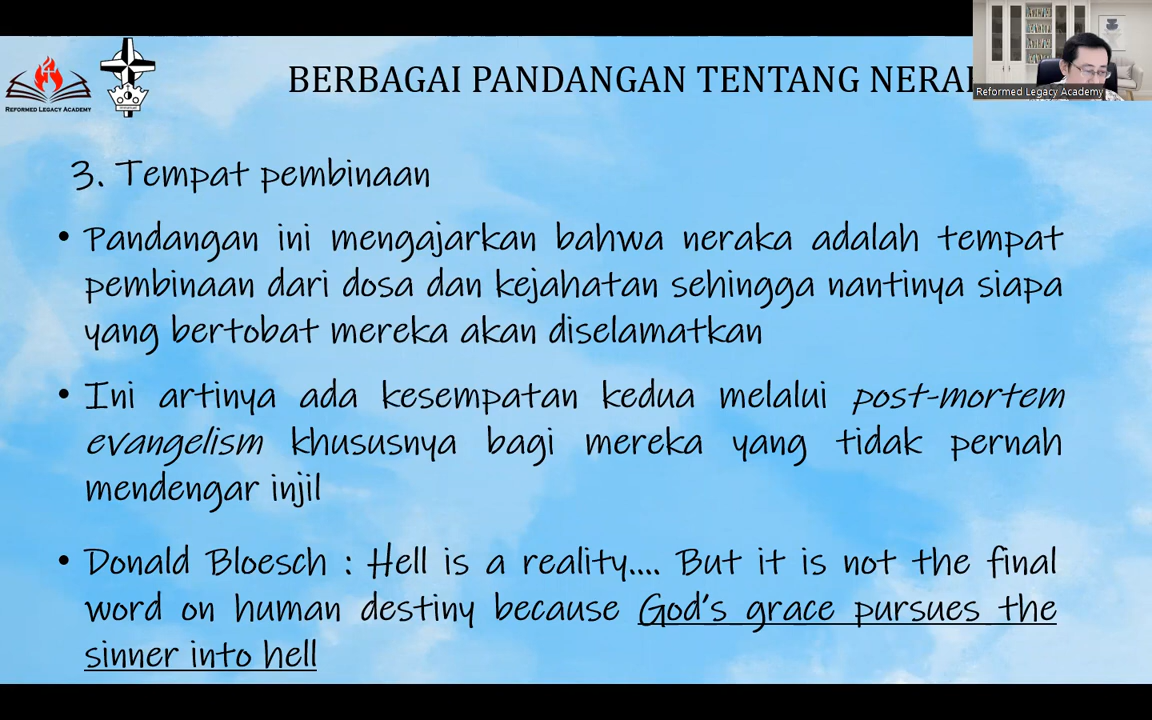 BERBAGAI PANDANGAN TENTANG
REFORMED LEGACY ACADEMY
Reformed Legacy Academy
3. Tempat pembinaan
• Pandangan ini mengajarkan bahwa neraka adalah tempat
pembinaan dari dosa dan kejahatan sehingga nantinya siapa
yang bertobat mereka akan diselamatkan
• Ini artinya ada kesempatan kedua melalui post-mortem
evangelism khususnya bagi mereka yang tidak pernah
mendengar injil
• Donald Bloesch : Hell is a reality.... But it is not the final
word on human destiny because God's grace pursues the
sinner into hell